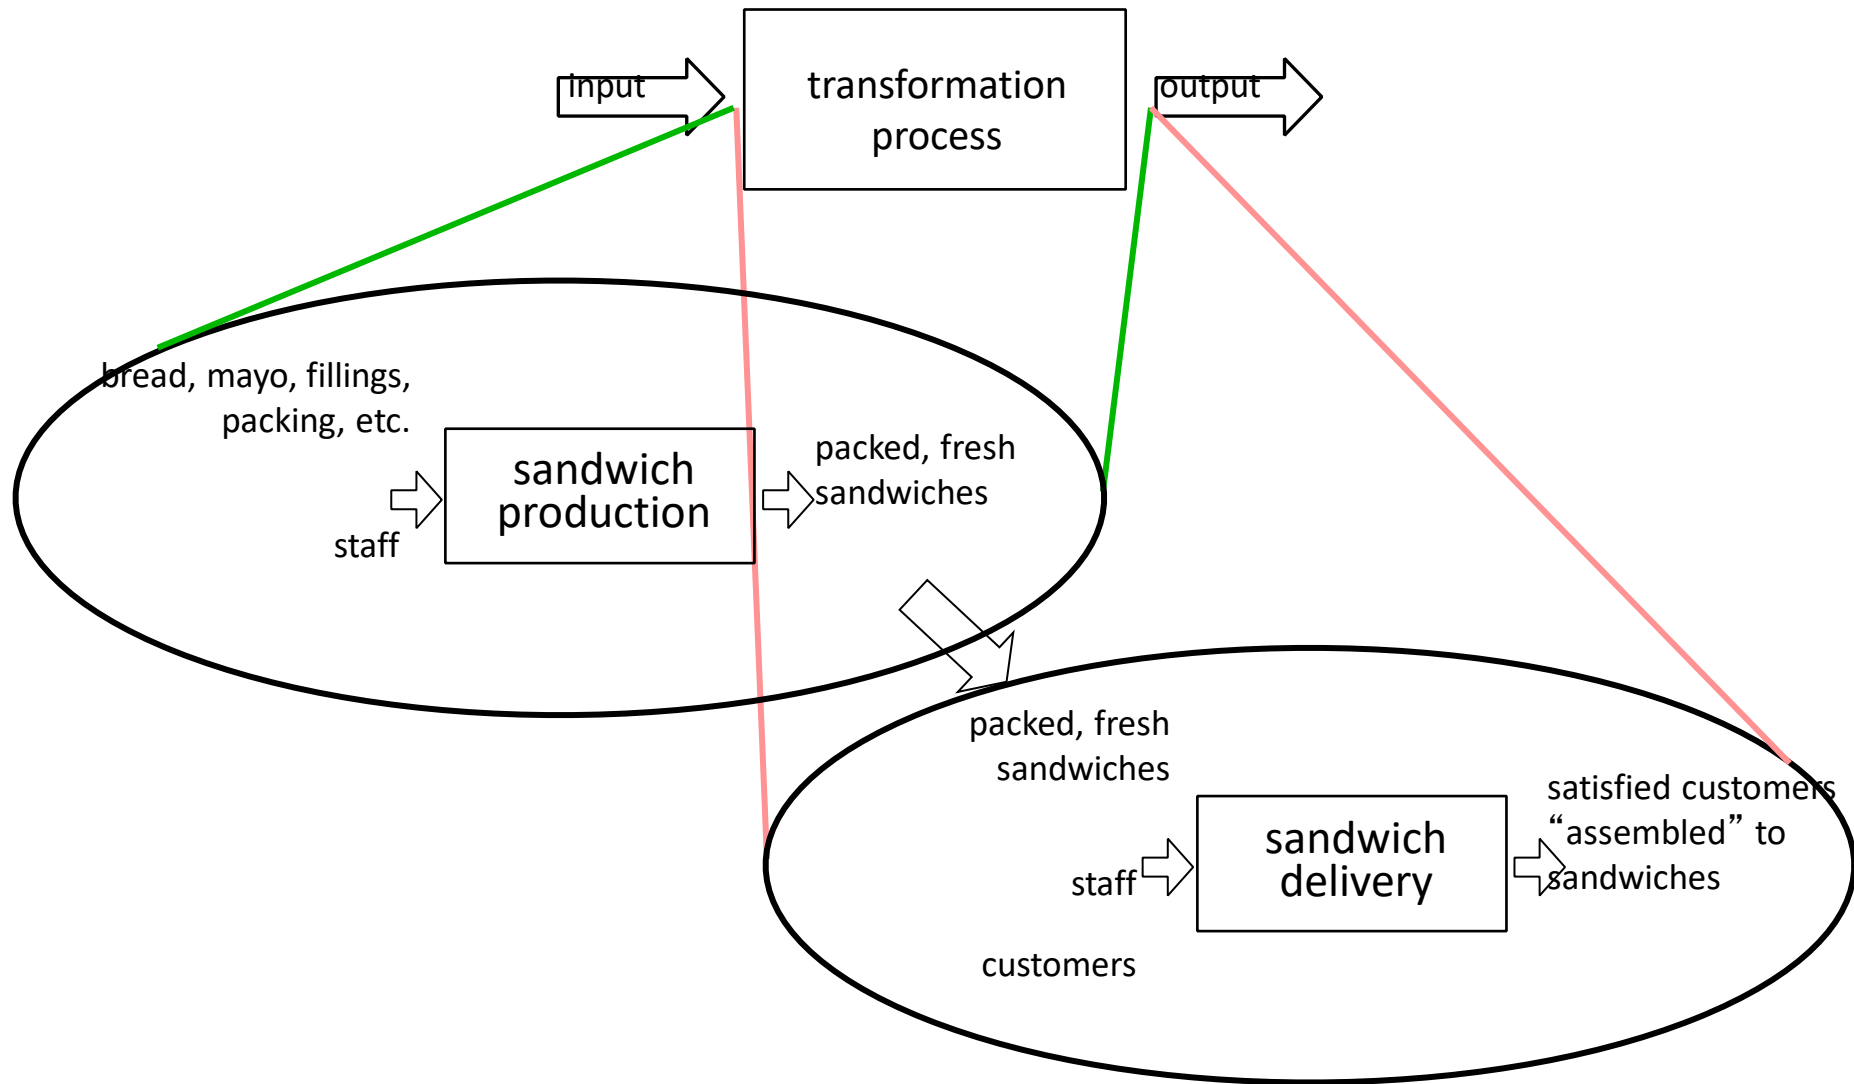 input
transformation
process
output
bread, mayo, fillings,
packing, etc.
staff
sandwich
production
packed, fresh
sandwiches
packed, fresh
sandwiches
staff
customers
sandwich
delivery
satisfied customers
“assembled” to
sandwiches